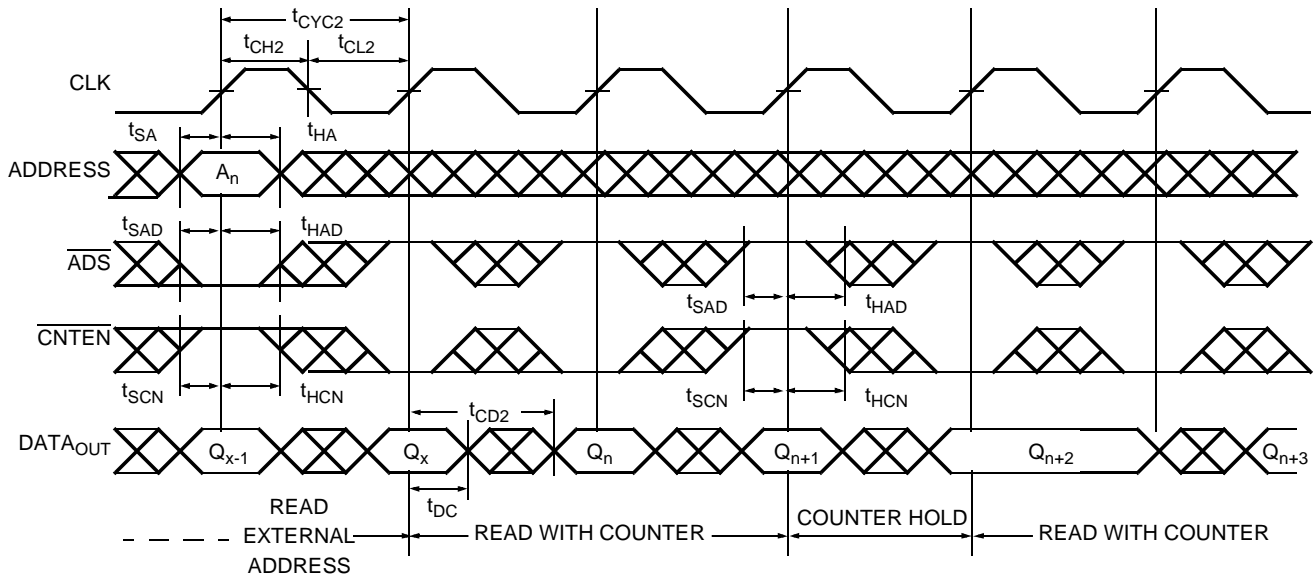 tCYC2
tCH2 tCL2
CLK
tSA tHA
ADDRESS An
tSAD tHAD
ADS
tSAD tHAD
CNTEN
tSCN tHCN tSCN tHCN
tCD2
DATAOUT Qx-1 Qx Qn Qn+1 Qn+2 Qn+3
tDC
READ EXTERNAL ADDRESS
READ WITH COUNTER
COUNTER HOLD
READ WITH COUNTER